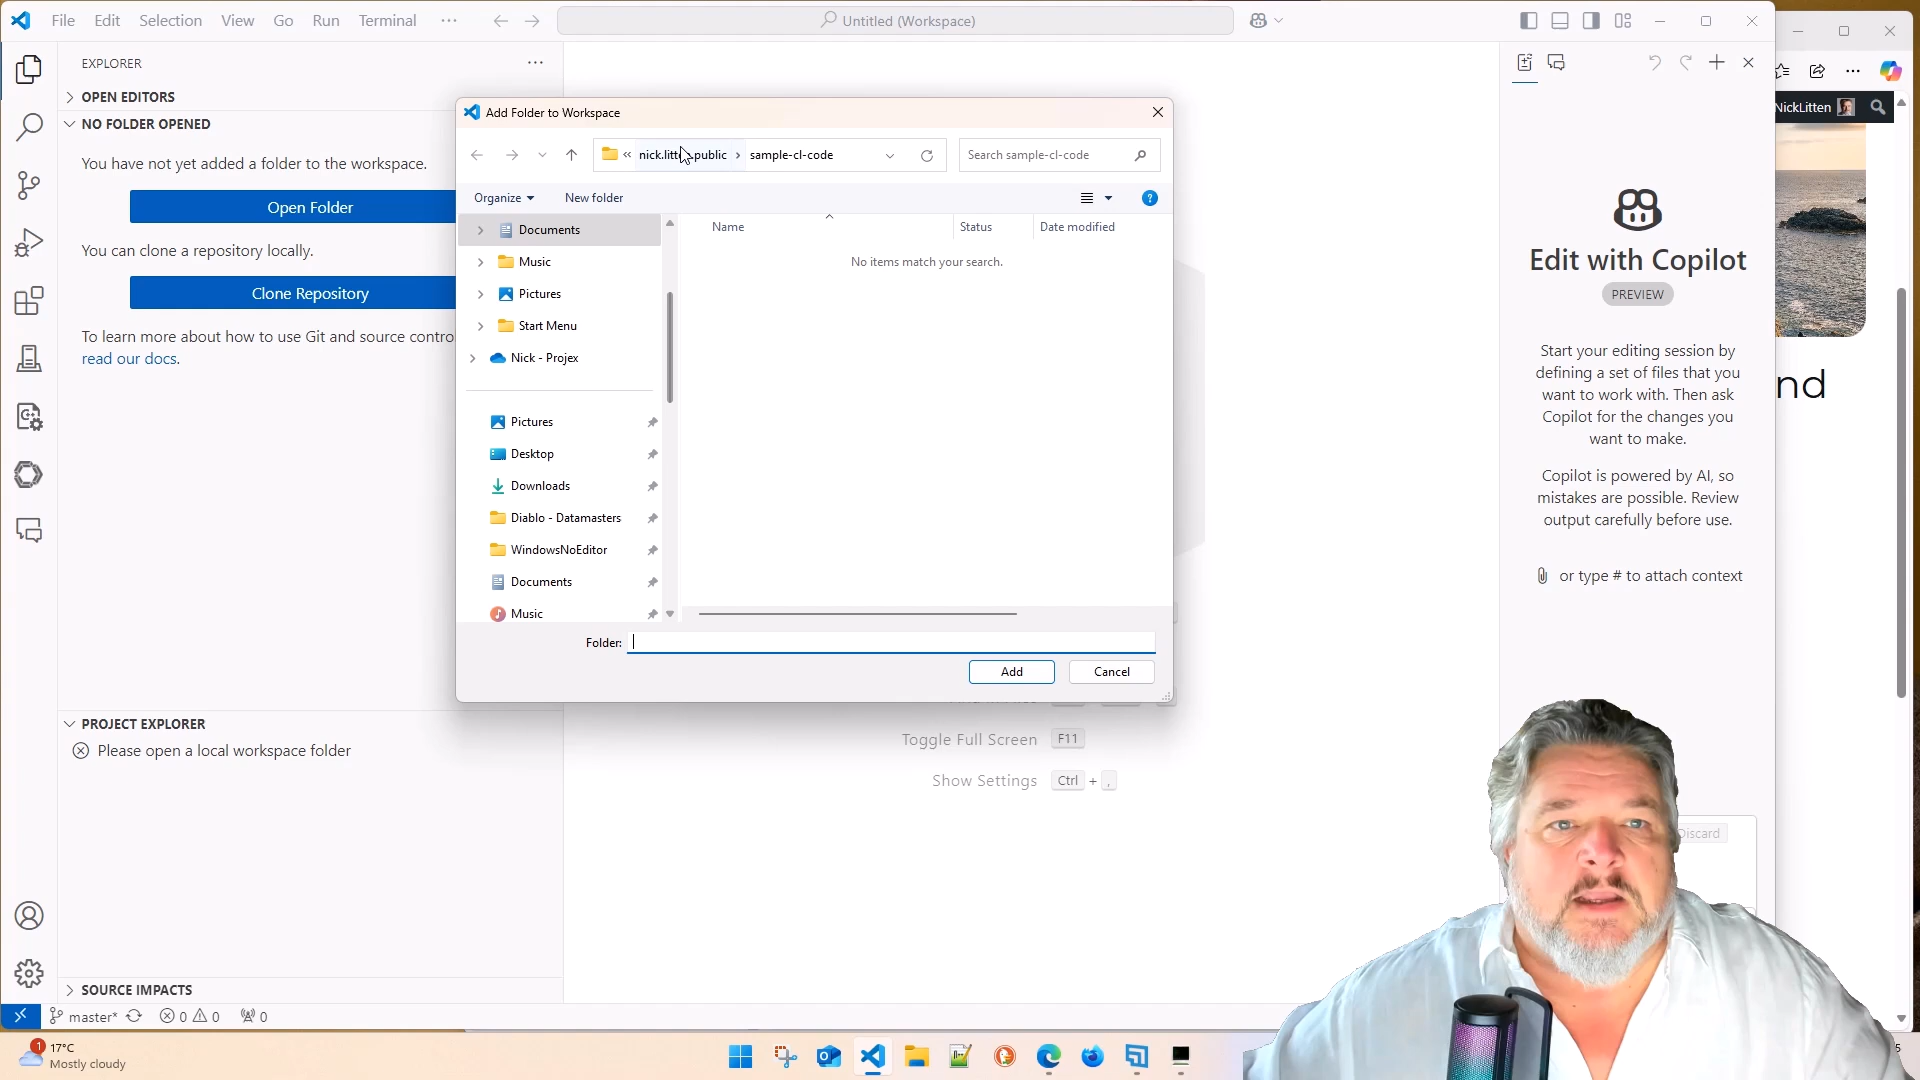 File Edit Selection View Go Run Terminal ···
Untitled (Workspace)
EXPLORER
OPEN EDITORS
NO FOLDER OPENED
You have not yet added a folder to the workspace.
Open Folder
You can clone a repository locally.
Clone Repository
To learn more about how to use Git and source contro
read our docs.
PROJECT EXPLORER
Please open a local workspace folder
SOURCE IMPACTS
master* 0 0 0
Add Folder to Workspace
« public › sample-cl-code
Search sample-cl-code
Organize New folder
Documents
Music
Pictures
Start Menu
Nick - Projex
Pictures
Desktop
Downloads
Diablo - Datamasters
WindowsNoEditor
Documents
Music
Name Status Date modified
No items match your search.
Folder:
Add Cancel
Toggle Full Screen F11
Show Settings Ctrl + ,
Edit with Copilot
PREVIEW
Start your editing session by
defining a set of files that you
want to work with. Then ask
Copilot for the changes you
want to make.
Copilot is powered by AI, so
mistakes are possible. Review
output carefully before use.
or type # to attach context
Discard
NickLitten
nd
1
17°C
Mostly cloudy
5